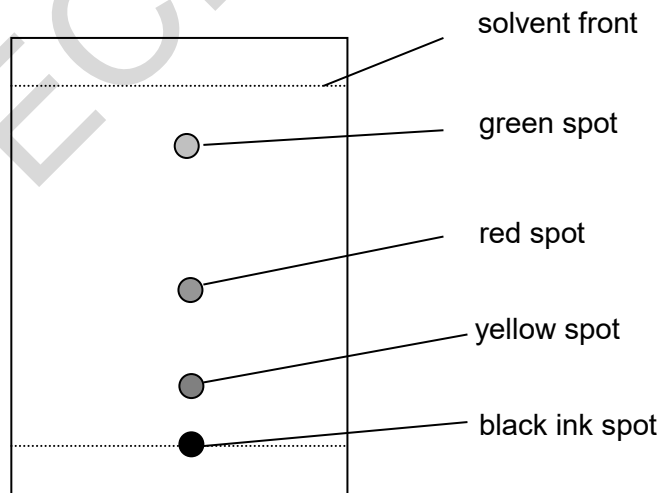 solvent front
green spot
red spot
yellow spot
black ink spot